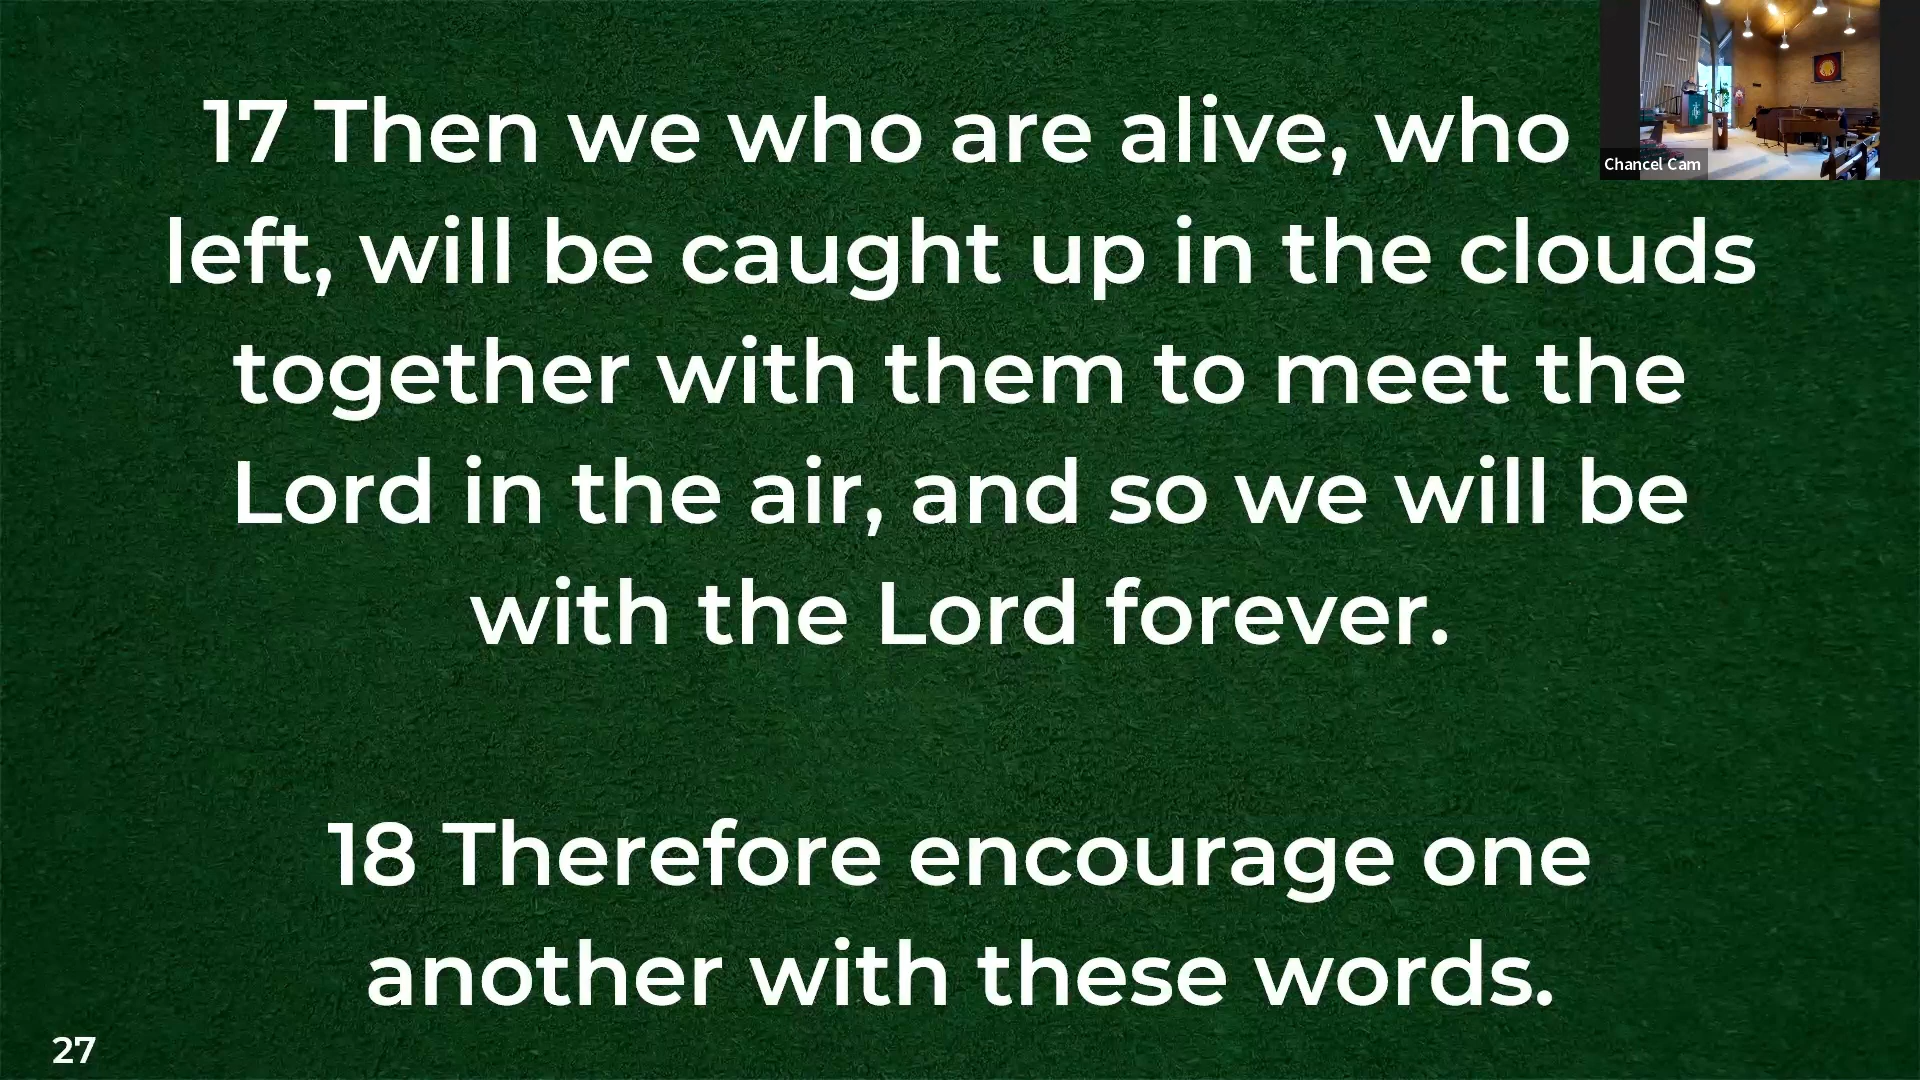 17 Then we who are alive, who
left, will be caught up in the clouds
together with them to meet the
Lord in the air, and so we will be
with the Lord forever.
18 Therefore encourage one
another with these words.
27
Chancel Cam